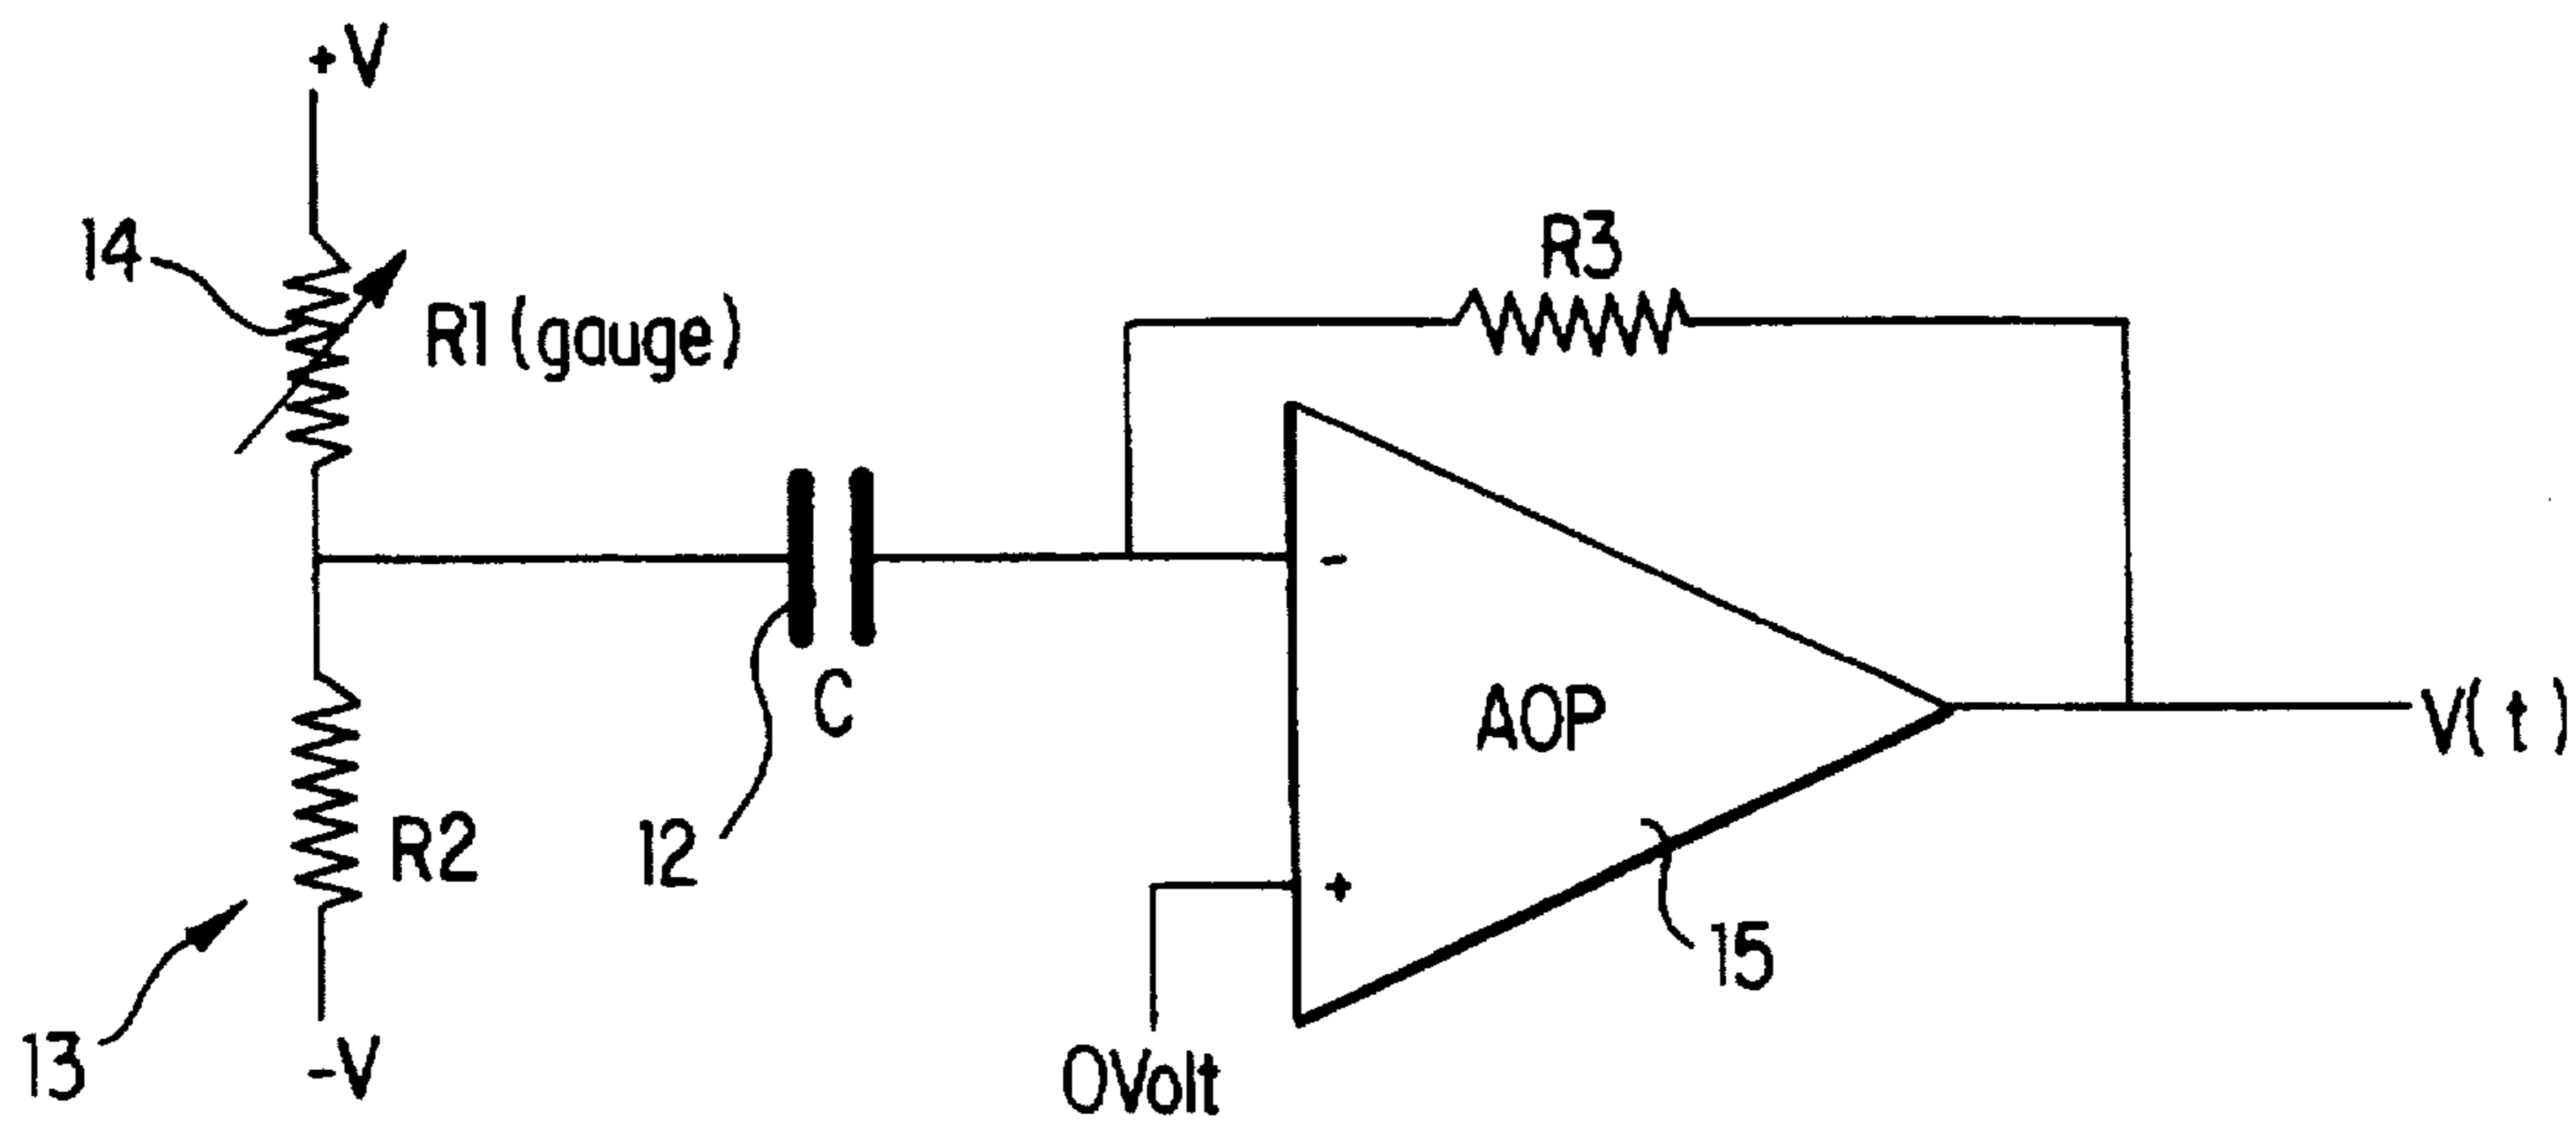 +V
14
R1 (gauge)
R3
-
C
AOP
V(t)
R2
12
+
15
13
-V
0Volt